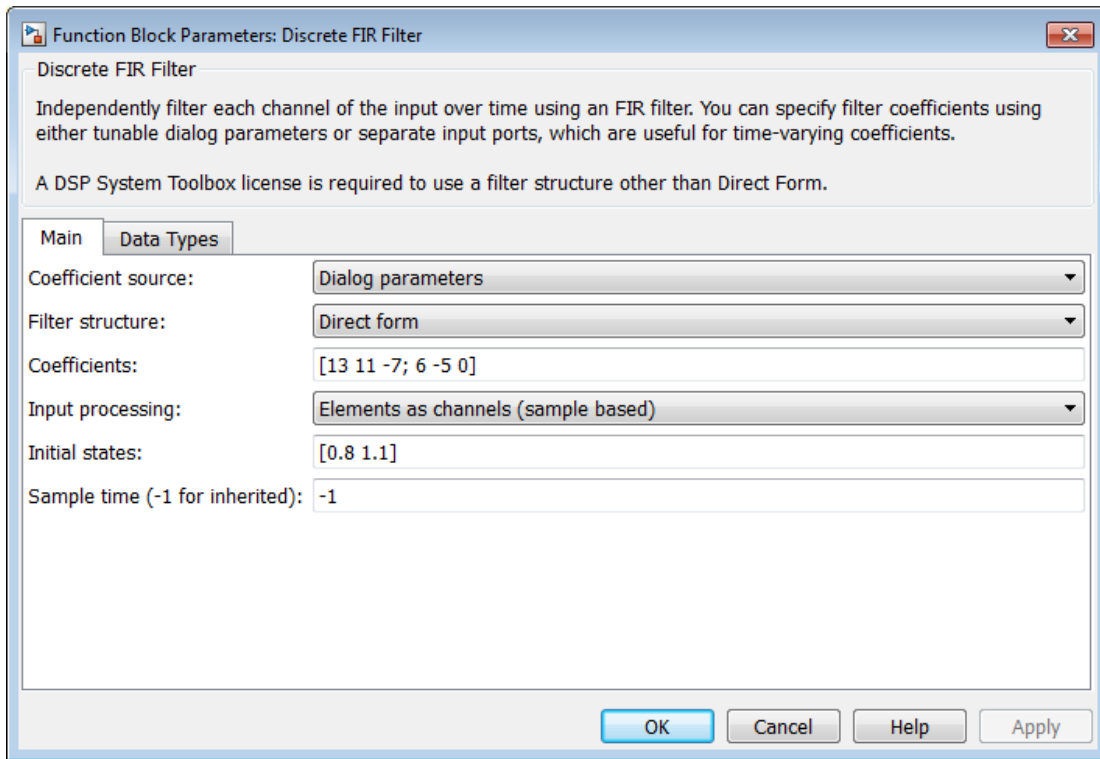 Function Block Parameters: Discrete FIR Filter
Discrete FIR Filter
Independently filter each channel of the input over time using an FIR filter. You can specify filter coefficients using
either tunable dialog parameters or separate input ports, which are useful for time-varying coefficients.
A DSP System Toolbox license is required to use a filter structure other than Direct Form.
Main Data Types
Coefficient source: Dialog parameters
Filter structure: Direct form
Coefficients: [13 11 -7; 6 -5 0]
Input processing: Elements as channels (sample based)
Initial states: [0.8 1.1]
Sample time (-1 for inherited): -1
OK Cancel Help Apply